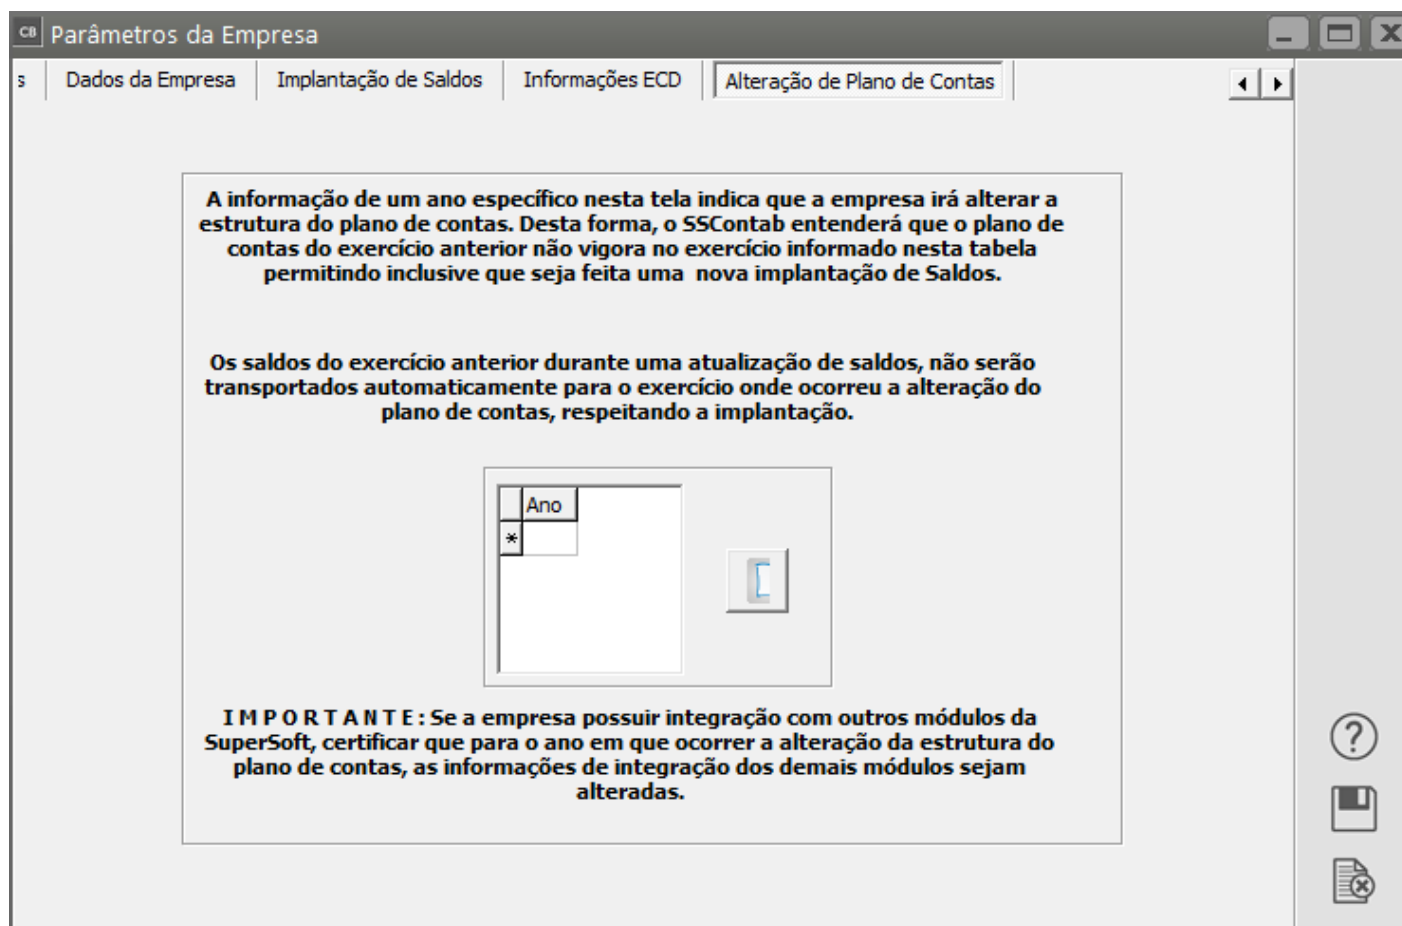 CB Parâmetros da Empresa
s Dados da Empresa Implantação de Saldos Informações ECD Alteração de Plano de Contas
A informação de um ano específico nesta tela indica que a empresa irá alterar a
estrutura do plano de contas. Desta forma, o SSContab entenderá que o plano de
contas do exercício anterior não vigora no exercício informado nesta tabela
permitindo inclusive que seja feita uma nova implantação de Saldos.
Os saldos do exercício anterior durante uma atualização de saldos, não serão
transportados automaticamente para o exercício onde ocorreu a alteração do
plano de contas, respeitando a implantação.
Ano
*
I M P O R T A N T E : Se a empresa possuir integração com outros módulos da
SuperSoft, certificar que para o ano em que ocorrer a alteração da estrutura do
plano de contas, as informações de integração dos demais módulos sejam
alteradas.